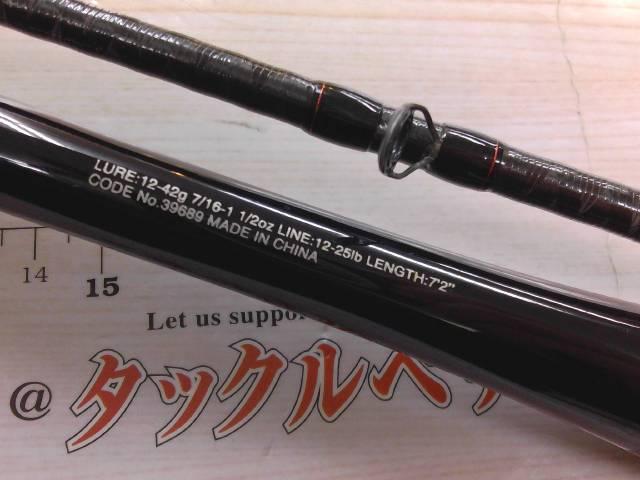 LURE:12-42g 7/16-1 1/2oz LINE:12-25lb LENGTH:7'2"
CODE No.39689 MADE IN CHINA
14 15
Let us suppo
@タックルベリ